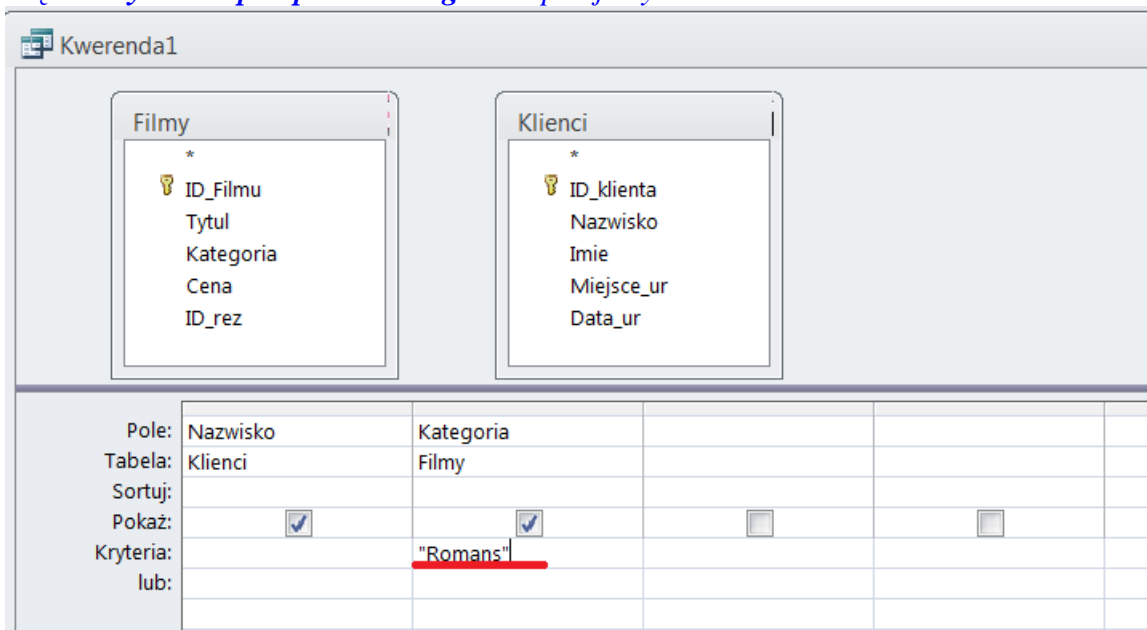 Kwerenda1
Filmy
*
ID_Filmu
Tytul
Kategoria
Cena
ID_rez
Klienci
*
ID_klienta
Nazwisko
Imie
Miejsce_ur
Data_ur
Pole: Nazwisko Kategoria
Tabela: Klienci Filmy
Sortuj:
Pokaż:
Kryteria: "Romans"
lub: